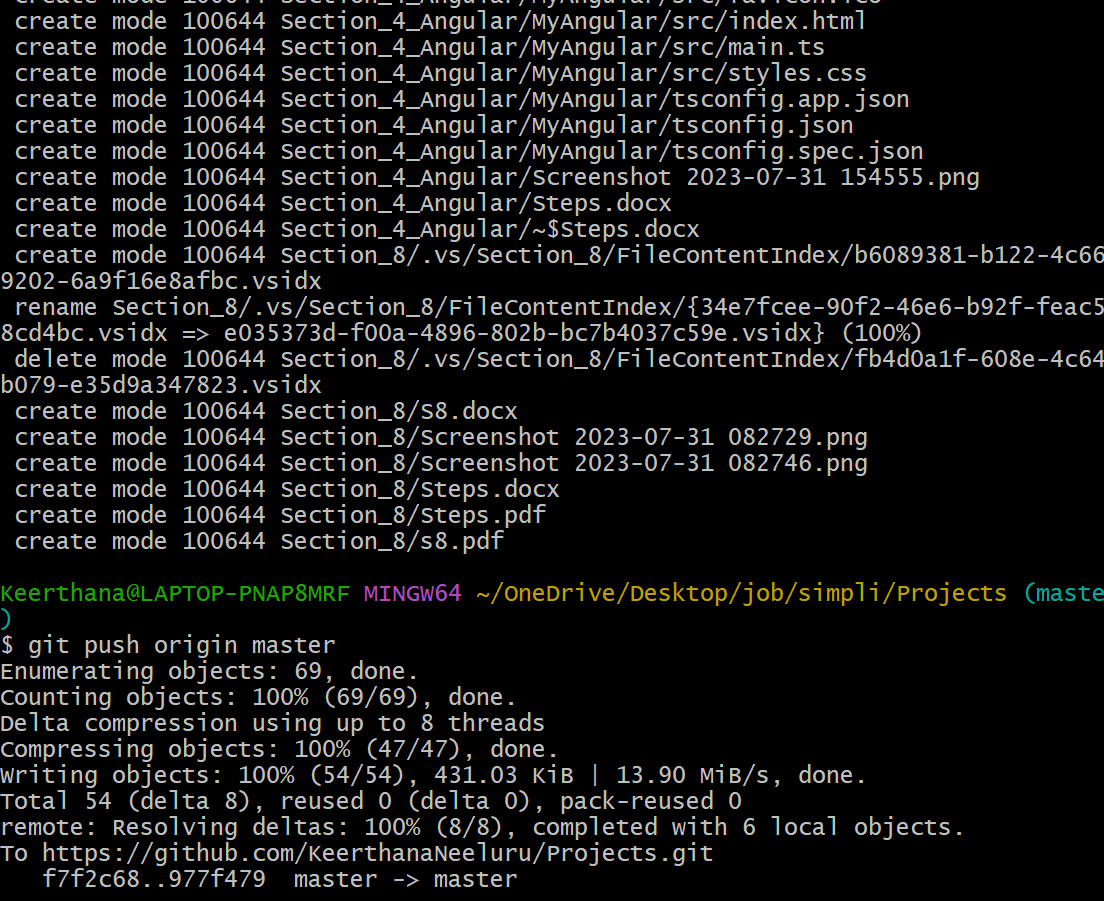 create mode 100644 Section_4_Angular/MyAngular/src/favicon.ico
create mode 100644 Section_4_Angular/MyAngular/src/index.html
create mode 100644 Section_4_Angular/MyAngular/src/main.ts
create mode 100644 Section_4_Angular/MyAngular/src/styles.css
create mode 100644 Section_4_Angular/MyAngular/tsconfig.app.json
create mode 100644 Section_4_Angular/MyAngular/tsconfig.json
create mode 100644 Section_4_Angular/MyAngular/tsconfig.spec.json
create mode 100644 Section_4_Angular/Screenshot 2023-07-31 154555.png
create mode 100644 Section_4_Angular/Steps.docx
create mode 100644 Section_4_Angular/~$Steps.docx
create mode 100644 Section_8/.vs/Section_8/FileContentIndex/b6089381-b122-4c66
9202-6a9f16e8afbc.vsidx
rename Section_8/.vs/Section_8/FileContentIndex/{34e7fcee-90f2-46e6-b92f-feac5
8cd4bc.vsidx => e035373d-f00a-4896-802b-bc7b4037c59e.vsidx} (100%)
delete mode 100644 Section_8/.vs/Section_8/FileContentIndex/fb4d0a1f-608e-4c64
b079-e35d9a347823.vsidx
create mode 100644 Section_8/S8.docx
create mode 100644 Section_8/Screenshot 2023-07-31 082729.png
create mode 100644 Section_8/Screenshot 2023-07-31 082746.png
create mode 100644 Section_8/Steps.docx
create mode 100644 Section_8/Steps.pdf
create mode 100644 Section_8/s8.pdf
Keerthana@LAPTOP-PNAP8MRF MINGW64 ~/OneDrive/Desktop/job/simpli/Projects (maste
)
$ git push origin master
Enumerating objects: 69, done.
Counting objects: 100% (69/69), done.
Delta compression using up to 8 threads
Compressing objects: 100% (47/47), done.
Writing objects: 100% (54/54), 431.03 KiB | 13.90 MiB/s, done.
Total 54 (delta 8), reused 0 (delta 0), pack-reused 0
remote: Resolving deltas: 100% (8/8), completed with 6 local objects.
To https://github.com/KeerthanaNeeluru/Projects.git
f7f2c68..977f479  master -> master